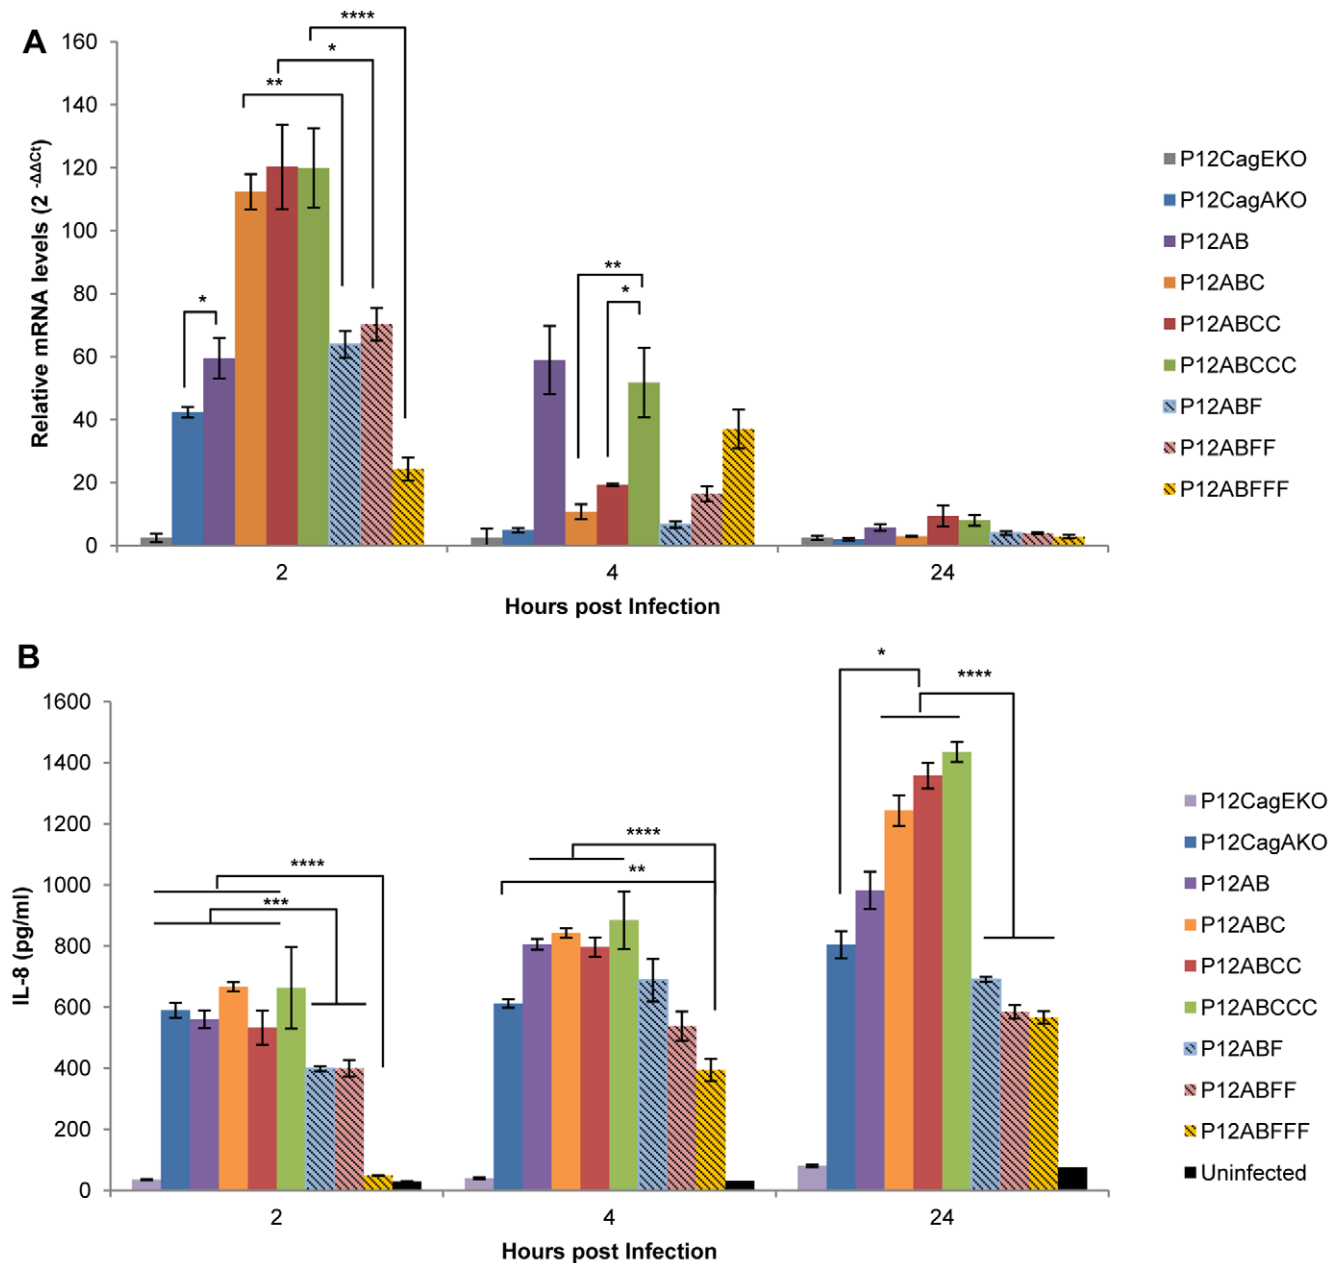 A
Relative mRNA levels (2 -ΔΔCt)
160
140
120
100
80
60
40
20
0
****
*
**
*
**
*
2
4
24
Hours post Infection
P12CagEKO
P12CagAKO
P12AB
P12ABC
P12ABCC
P12ABCCC
P12ABF
P12ABFF
P12ABFFF
B
IL-8 (pg/ml)
1600
1400
1200
1000
800
600
400
200
0
****
***
****
**
*
****
2
4
24
Hours post Infection
P12CagEKO
P12CagAKO
P12AB
P12ABC
P12ABCC
P12ABCCC
P12ABF
P12ABFF
P12ABFFF
Uninfected